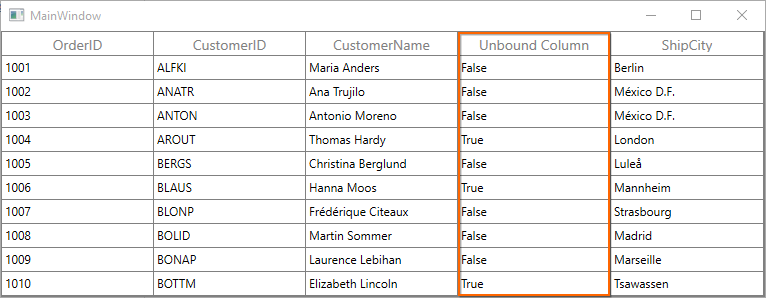 MainWindow
OrderID CustomerID CustomerName Unbound Column ShipCity
1001 ALFKI Maria Anders False Berlin
1002 ANATR Ana Trujilo False México D.F.
1003 ANTON Antonio Moreno False México D.F.
1004 AROUT Thomas Hardy True London
1005 BERGS Christina Berglund False Luleå
1006 BLAUS Hanna Moos True Mannheim
1007 BLONP Frédérique Citeaux False Strasbourg
1008 BOLID Martin Sommer False Madrid
1009 BONAP Laurence Lebihan False Marseille
1010 BOTTM Elizabeth Lincoln True Tsawassen